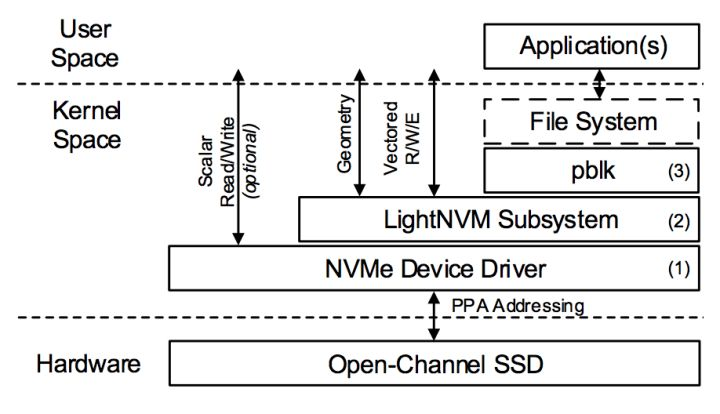 User
Space
Application(s)
Kernel
Space
File System
Scalar
Read/Write
(optional)
Geometry
Vectored
R/W/E
pblk (3)
LightNVM Subsystem (2)
NVMe Device Driver (1)
PPA Addressing
Hardware
Open-Channel SSD